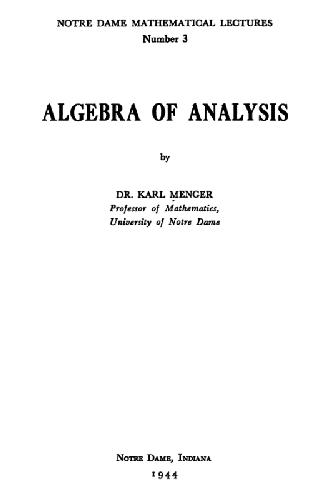 NOTRE DAME MATHEMATICAL LECTURES
Number 3
ALGEBRA OF ANALYSIS
by
DR. KARL MENGER
Professor of Mathematics,
University of Notre Dame
NOTRE DAME, INDIANA
1944